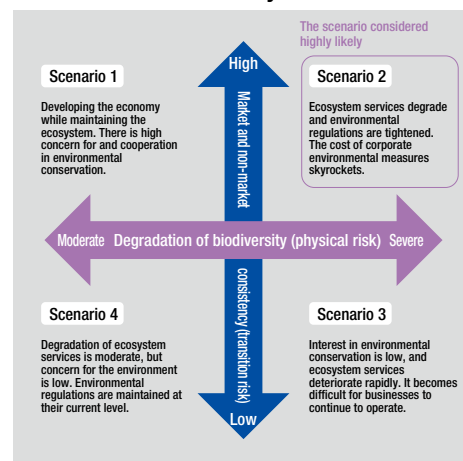 The scenario considered
highly likely
Scenario 1
Developing the economy
while maintaining the
ecosystem. There is high
concern for and cooperation
in environmental
conservation.
High
Market and non-market
Scenario 2
Ecosystem services degrade
and environmental
regulations are tightened.
The cost of corporate
environmental measures
skyrockets.
Moderate Degradation of biodiversity (physical risk) Severe
Scenario 4
Degradation of ecosystem
services is moderate, but
concern for the environment
is low. Environmental
regulations are maintained at
their current level.
consistency (transition risk)
Low
Scenario 3
Interest in environmental
conservation is low, and
ecosystem services
deteriorate rapidly. It becomes
difficult for businesses to
continue to operate.